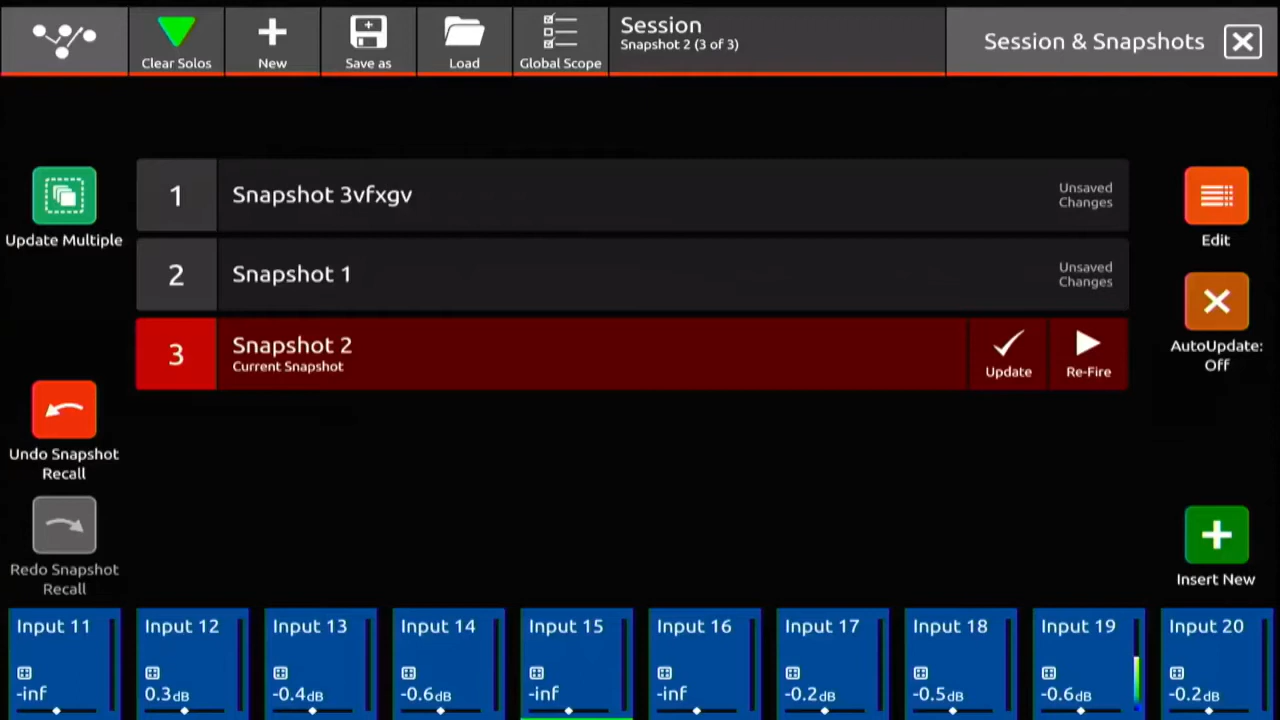 Clear Solos
New
Save as
Load
Global Scope
Session
Snapshot 2 (3 of 3)
Session & Snapshots
Update Multiple
1
Snapshot 3vfxgv
Unsaved
Changes
2
Snapshot 1
Unsaved
Changes
3
Snapshot 2
Current Snapshot
Update
Re-Fire
Edit
AutoUpdate:
Off
Undo Snapshot
Recall
Redo Snapshot
Recall
Insert New
Input 11
-inf
Input 12
0.3dB
Input 13
-0.4dB
Input 14
-0.6dB
Input 15
-inf
Input 16
-inf
Input 17
-0.2dB
Input 18
-0.5dB
Input 19
-0.6dB
Input 20
-0.2dB